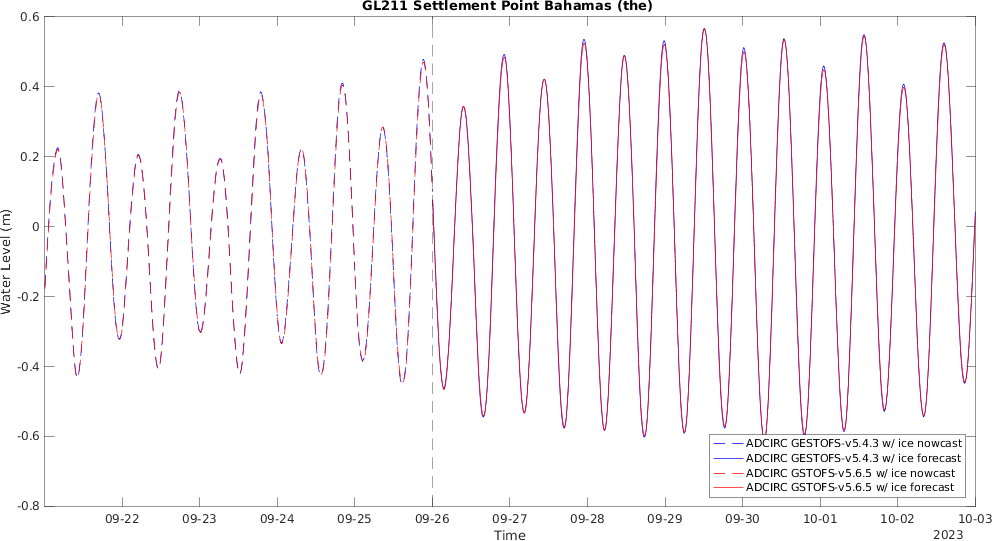 GL211 Settlement Point Bahamas (the)
0.6
0.4
0.2
0
-0.2
-0.4
-0.6
-0.8
Water Level (m)
ADCIRC GESTOFS-v5.4.3 w/ ice nowcast
ADCIRC GESTOFS-v5.4.3 w/ ice forecast
ADCIRC GSTOFS-v5.6.5 w/ ice nowcast
ADCIRC GSTOFS-v5.6.5 w/ ice forecast
09-22 09-23 09-24 09-25 09-26 09-27 09-28 09-29 09-30 10-01 10-02 10-03
Time
2023